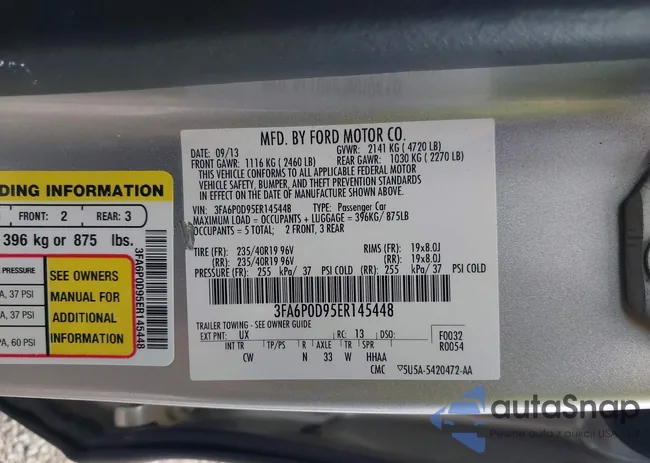 MFD. BY FORD MOTOR CO.
DATE: 09/13 GVWR: 2141 KG ( 4720 LB)
FRONT GAWR: 1116 KG ( 2460 LB) REAR GAWR: 1030 KG ( 2270 LB)
THIS VEHICLE CONFORMS TO ALL APPLICABLE FEDERAL MOTOR
VEHICLE SAFETY, BUMPER, AND THEFT PREVENTION STANDARDS
IN EFFECT ON THE DATE OF MANUFACTURE SHOWN ABOVE.
VIN: 3FA6P0D95ER145448 TYPE: Passenger Car
MAXIMUM LOAD = OCCUPANTS + LUGGAGE = 396KG/ 875LB
OCCUPANTS = 5 TOTAL; 2 FRONT, 3 REAR
TIRE (F): 235/40R19 96V RIMS (F): 19x8.0J
(R): 235/40R19 96V (R): 19x8.0J
PRESSURE (F): 255 kPa/ 37 PSI COLD (R): 255 kPa/ 37 PSI COLD
3FA6P0D95ER145448
TRAILER TOWING - SEE OWNER GUIDE
EXT PNT: UX RC: 13 F0032
INT TR TP/PS R AXLE TR SPR R0054
CW N 33 W HHAA
CMC 5U5A-5420472-AA
DING INFORMATION
FRONT: 2 REAR: 3
396 kg or 875 lbs.
PRESSURE
A, 37 PSI
A, 37 PSI
PA, 60 PSI
SEE OWNERS
MANUAL FOR
ADDITIONAL
INFORMATION
3FA6P0D95ER145448
autoSnap
Pewne auto z aukcji USA